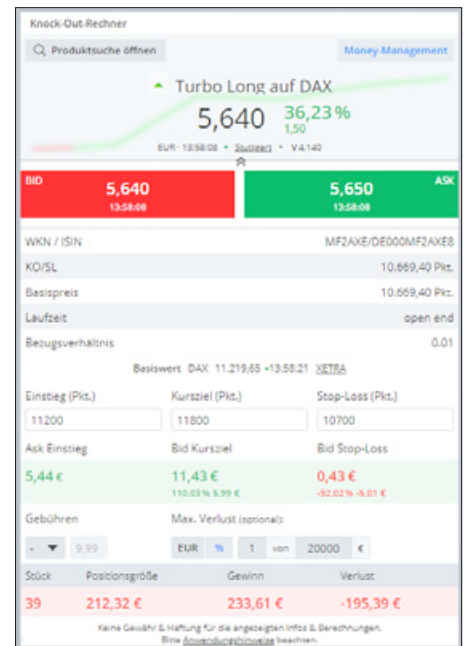 Knock-Out-Rechner
Produktsuche öffnen Money-Management
Turbo Long auf DAX
5,640 36,23 %
1,50
EUR - 13:58:08 • Stuttgart • V 4.140
BID 5,640 5,650 ASK
13:58:08 13:58:08
WKN / ISIN MF2AXE/DE000MF2AXE8
KO/SL 10.669,40 Pkt.
Basispreis 10.669,40 Pkt.
Laufzeit open end
Bezugsverhältnis 0.01
Basiswert DAX 11.219,65 •13:58:21 XETRA
Einstieg (Pkt.) Kursziel (Pkt.) Stop-Loss (Pkt.)
11200 11800 10700
Ask Einstieg Bid Kursziel Bid Stop-Loss
5,44 € 11,43 € 0,43 €
110.03 % 5,99 € -92.02 % -5,01 €
Gebühren Max. Verlust (optional):
- 9,99 EUR % 1 von 20000 €
Stück Positionsgröße Gewinn Verlust
39 212,32 € 233,61 € -195,39 €
Keine Gewähr & Haftung für die angezeigten Infos & Berechnungen.
Bitte Anwendungshinweise beachten.